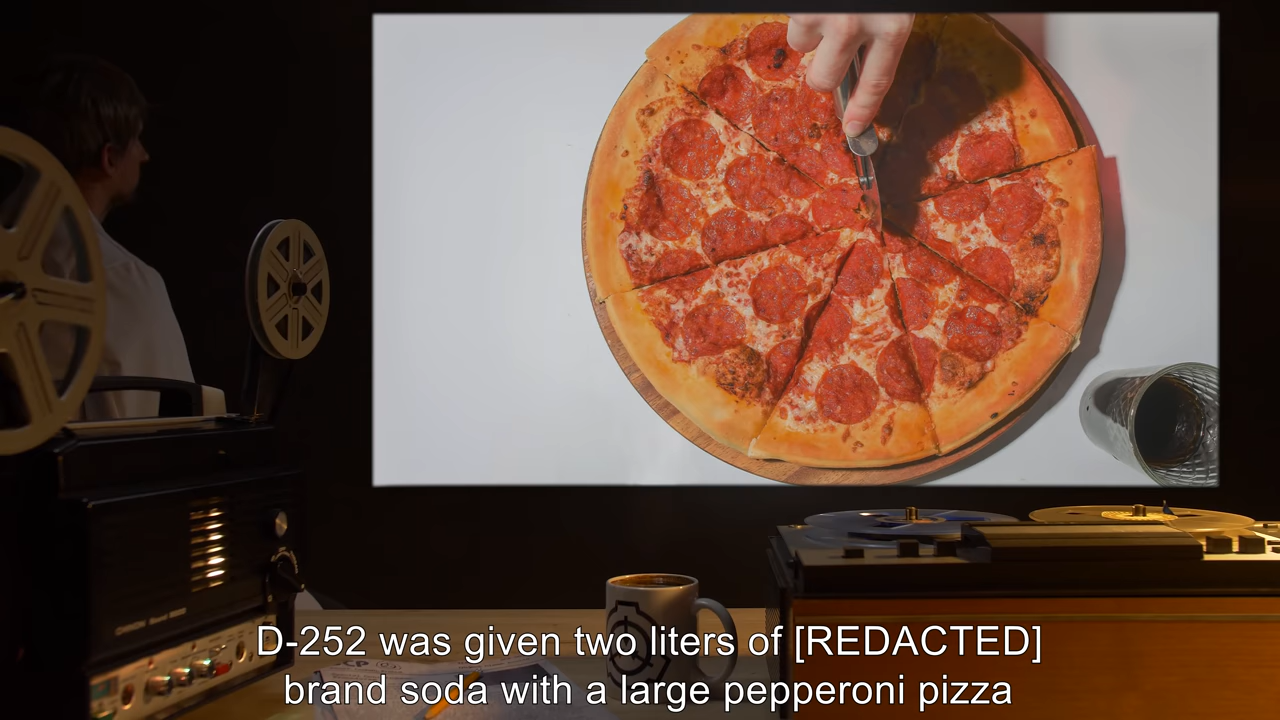 D-252 was given two liters of [REDACTED]
brand soda with a large pepperoni pizza